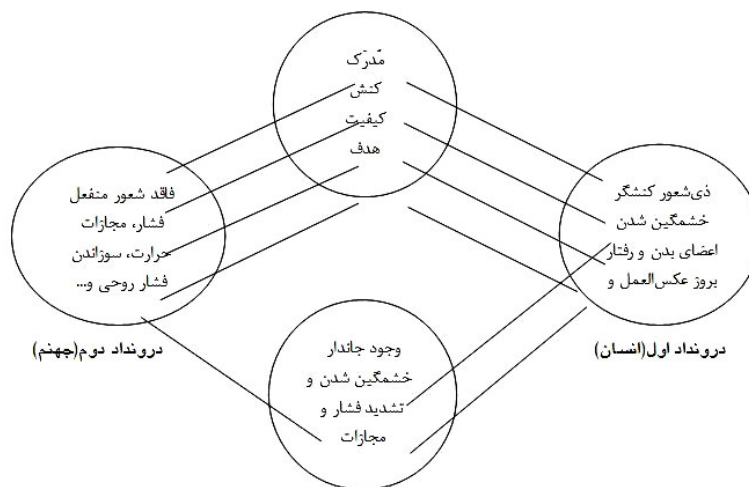 مُدرَک
کنش
کیفیت
هدف
ذی‌شعور کنشگر
خشمگین شدن
اعضای بدن و رفتار
بروز عکس‌العمل و
درونداد اول(انسان)
فاقد شعور منفعل
فشار، مجازات
حرارت، سوزاندن
فشار روحی و...
درونداد دوم(جهنم)
وجود جاندار
خشمگین شدن و
تشدید فشار و
مجازات